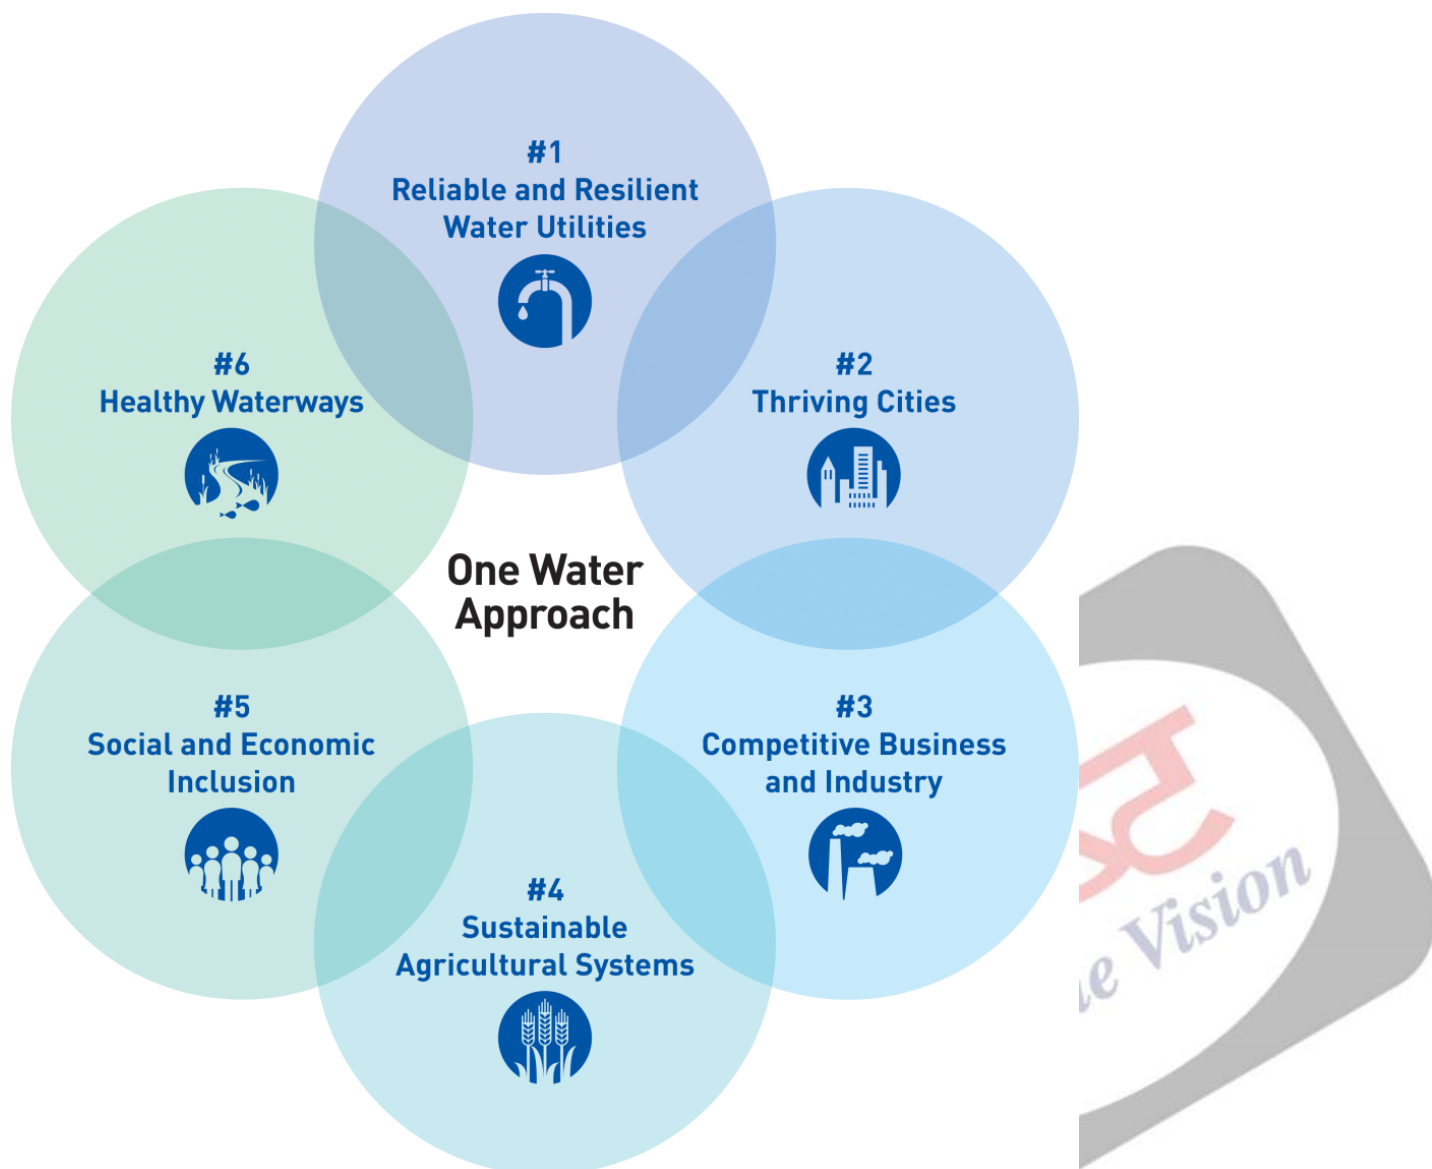 #1
Reliable and Resilient
Water Utilities
#2
Thriving Cities
#3
Competitive Business
and Industry
#4
Sustainable
Agricultural Systems
#5
Social and Economic
Inclusion
#6
Healthy Waterways
One Water
Approach
Vision